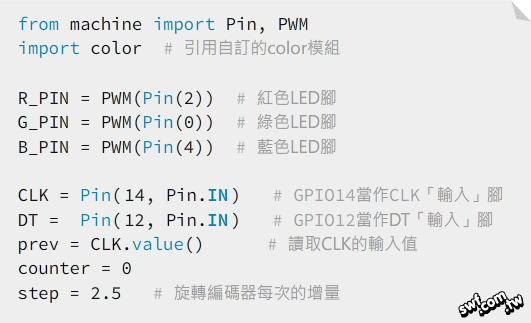 from machine import Pin, PWM
import color  # 引用自訂的color模組
R_PIN = PWM(Pin(2))  # 紅色LED腳
G_PIN = PWM(Pin(0))  # 綠色LED腳
B_PIN = PWM(Pin(4))  # 藍色LED腳
CLK = Pin(14, Pin.IN)   # GPIO14當作CLK「輸入」腳
DT =  Pin(12, Pin.IN)   # GPIO12當作DT「輸入」腳
prev = CLK.value()      # 讀取CLK的輸入值
counter = 0
step = 2.5   # 旋轉編碼器每次的增量
swf.com
.tw